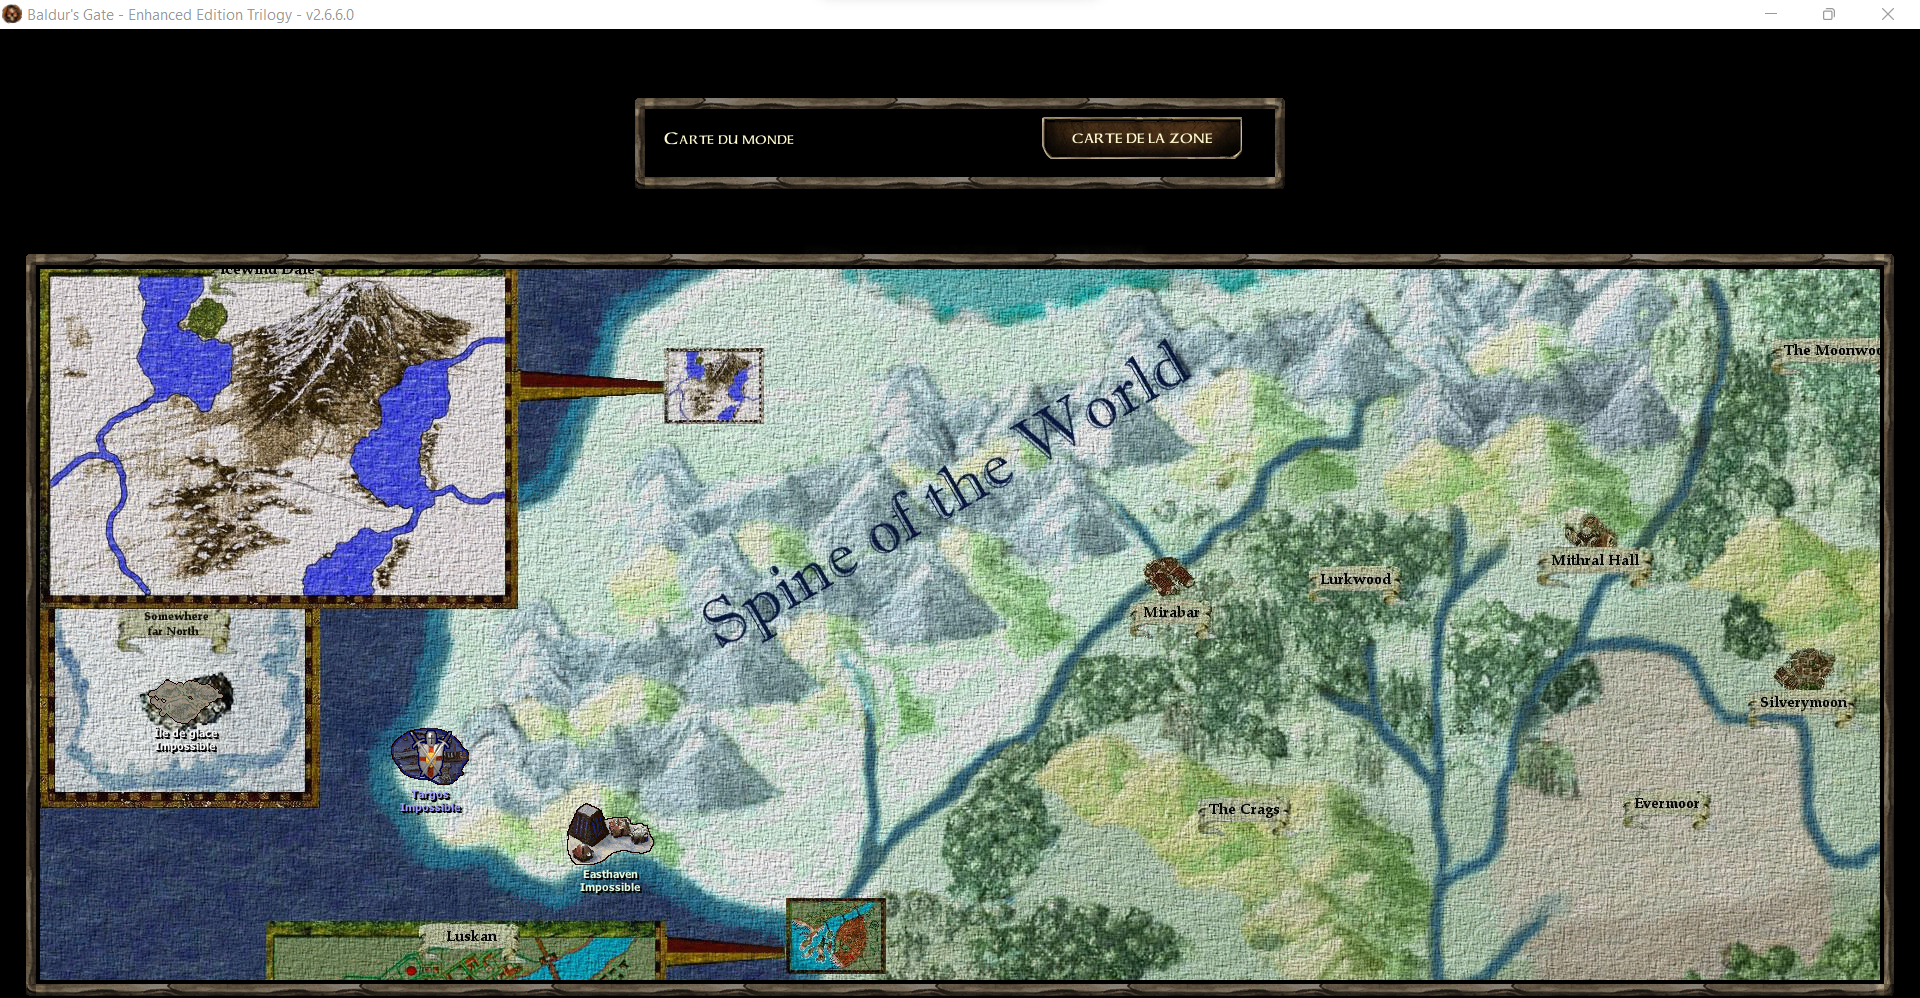 Baldur's Gate - Enhanced Edition Trilogy - v2.6.6.0
Carte du monde
CARTE DE LA ZONE
Icewind Dale
The Moonwoo
Spine of the World
Mithral Hall
Lurkwood
Mirabar
Somewhere
far North
Silverymoon
Île de glace
Impossible
Targos
Impossible
The Crags
Evermoor
Easthaven
Impossible
Luskan